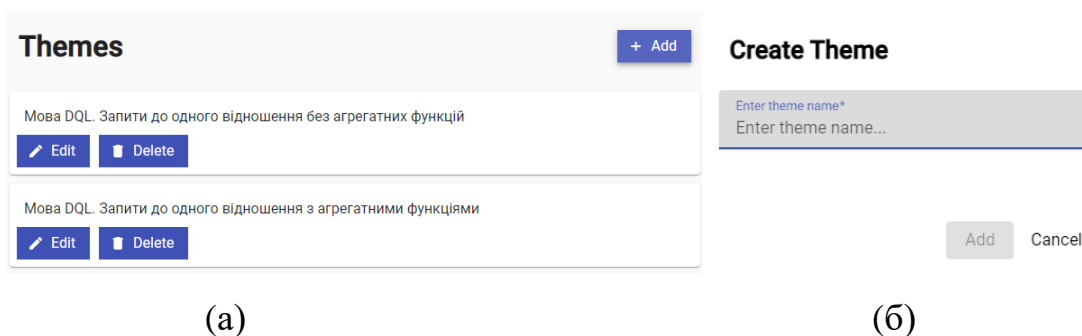 Themes
+ Add
Мова DQL. Запити до одного відношення без агрегатних функцій
Edit
Delete
Мова DQL. Запити до одного відношення з агрегатними функціями
Edit
Delete
(а)
Create Theme
Enter theme name*
Enter theme name...
Add
Cancel
(б)